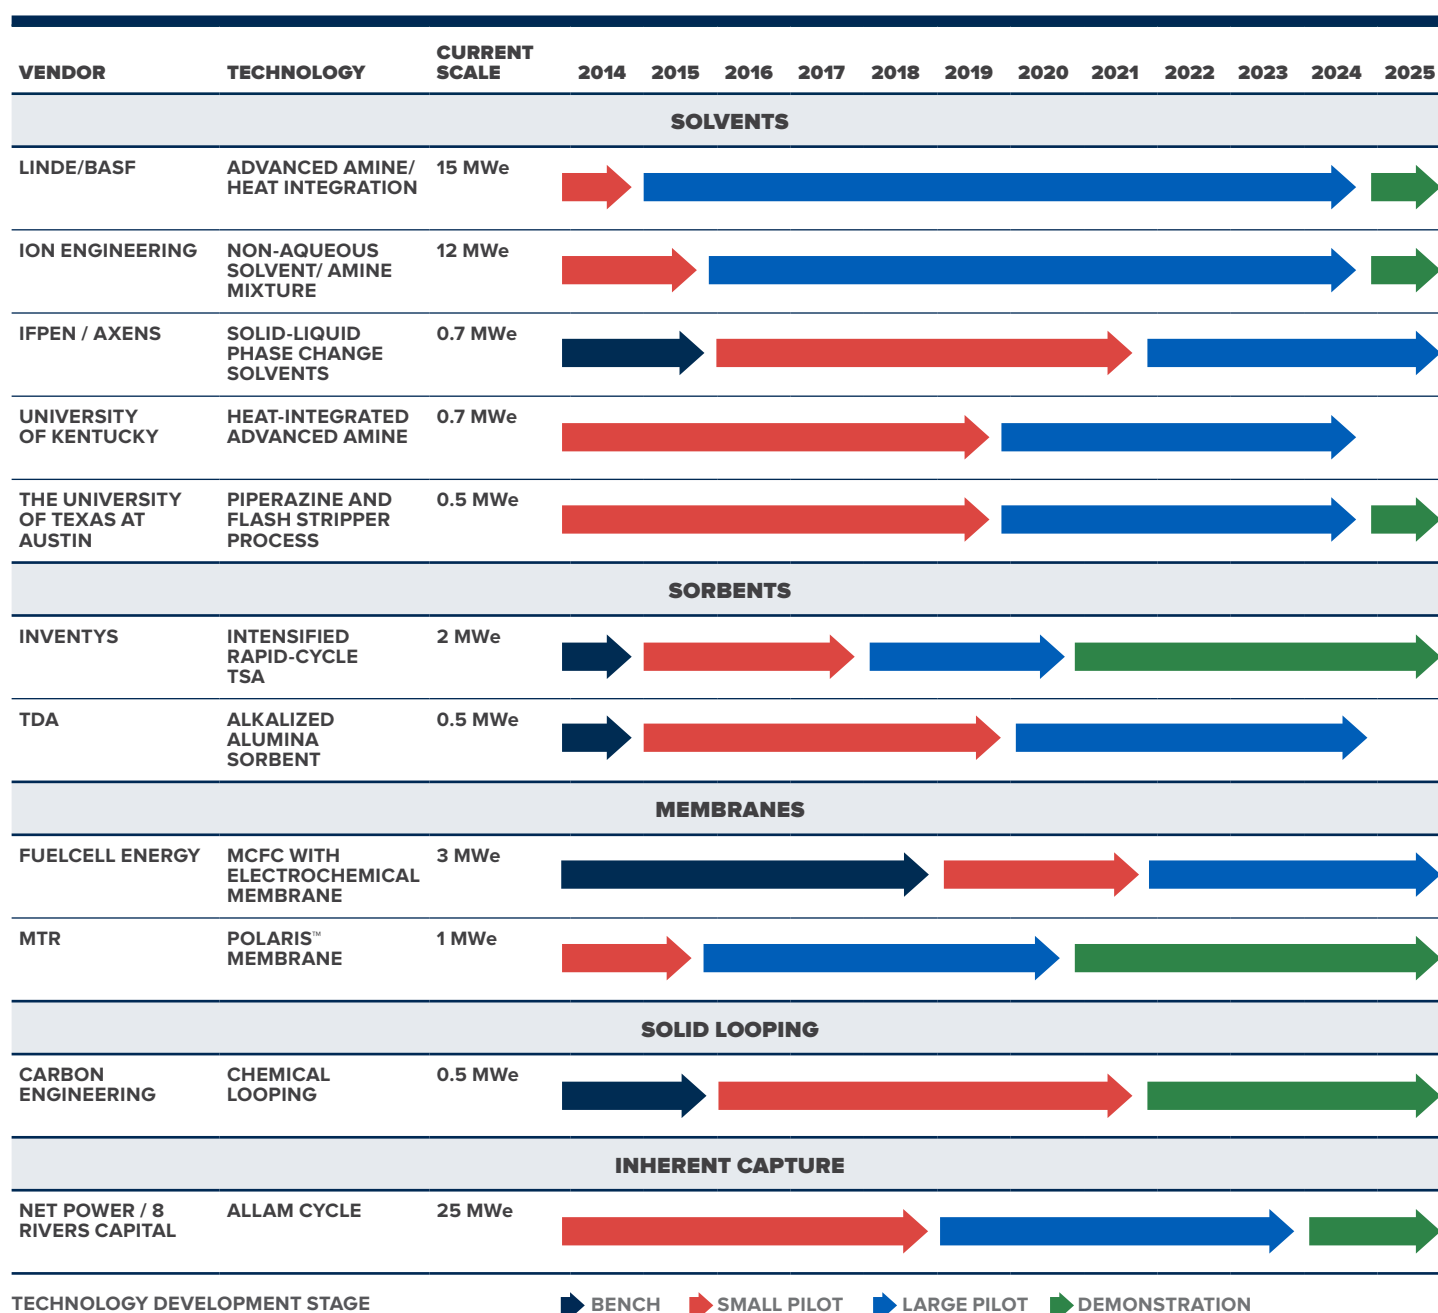 VENDOR TECHNOLOGY CURRENT SCALE 2014 2015 2016 2017 2018 2019 2020 2021 2022 2023 2024 2025
SOLVENTS
LINDE/BASF
ADVANCED AMINE/
HEAT INTEGRATION
15 MWe
ION ENGINEERING
NON-AQUEOUS
SOLVENT/ AMINE
MIXTURE
12 MWe
IFPEN / AXENS
SOLID-LIQUID
PHASE CHANGE
SOLVENTS
0.7 MWe
UNIVERSITY
OF KENTUCKY
HEAT-INTEGRATED
ADVANCED AMINE
0.7 MWe
THE UNIVERSITY
OF TEXAS AT
AUSTIN
PIPERAZINE AND
FLASH STRIPPER
PROCESS
0.5 MWe
SORBENTS
INVENTYS
INTENSIFIED
RAPID-CYCLE
TSA
2 MWe
TDA
ALKALIZED
ALUMINA
SORBENT
0.5 MWe
MEMBRANES
FUELCELL ENERGY
MCFC WITH
ELECTROCHEMICAL
MEMBRANE
3 MWe
MTR
POLARIS™
MEMBRANE
1 MWe
SOLID LOOPING
CARBON
ENGINEERING
CHEMICAL
LOOPING
0.5 MWe
INHERENT CAPTURE
NET POWER / 8
RIVERS CAPITAL
ALLAM CYCLE
25 MWe
TECHNOLOGY DEVELOPMENT STAGE BENCH SMALL PILOT LARGE PILOT DEMONSTRATION